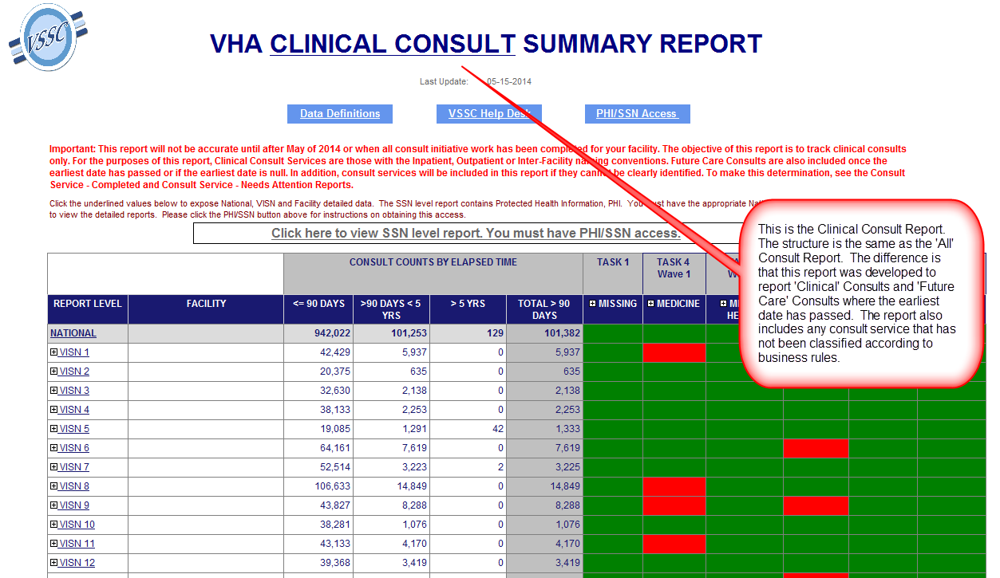 VSSC
VHA CLINICAL CONSULT SUMMARY REPORT
Last Update: 05-15-2014
Data Definitions VSSC Help Desk PHI/SSN Access
Important: This report will not be accurate until after May of 2014 or when all consult initiative work has been completed for your facility. The objective of this report is to track clinical consults
only. For the purposes of this report, Clinical Consult Services are those with the Inpatient, Outpatient or Inter-Facility naming conventions. Future Care Consults are also included once the
earliest date has passed or if the earliest date is null. In addition, consult services will be included in this report if they cannot be clearly identified. To make this determination, see the Consult
Service - Completed and Consult Service - Needs Attention Reports.
Click the underlined values below to expose National, VISN and Facility detailed data. The SSN level report contains Protected Health Information, PHI. You must have the appropriate
to view the detailed reports. Please click the PHI/SSN button above for instructions on obtaining this access.
Click here to view SSN level report. You must have PHI/SSN access.
This is the Clinical Consult Report.
The structure is the same as the 'All'
Consult Report. The difference is
that this report was developed to
report 'Clinical' Consults and 'Future
Care' Consults where the earliest
date has passed. The report also
includes any consult service that has
not been classified according to
business rules.
CONSULT COUNTS BY ELAPSED TIME TASK 1 TASK 4
Wave 1
REPORT LEVEL FACILITY <= 90 DAYS >90 DAYS < 5 > 5 YRS TOTAL > 90 MISSING MEDICINE
YRS DAYS
NATIONAL 942,022 101,253 129 101,382
VISN 1 42,429 5,937 0 5,937
VISN 2 20,375 635 0 635
VISN 3 32,630 2,138 0 2,138
VISN 4 38,133 2,253 0 2,253
VISN 5 19,085 1,291 42 1,333
VISN 6 64,161 7,619 0 7,619
VISN 7 52,514 3,223 2 3,225
VISN 8 106,633 14,849 0 14,849
VISN 9 43,827 8,288 0 8,288
VISN 10 38,281 1,076 0 1,076
VISN 11 43,133 4,170 0 4,170
VISN 12 39,368 3,419 0 3,419